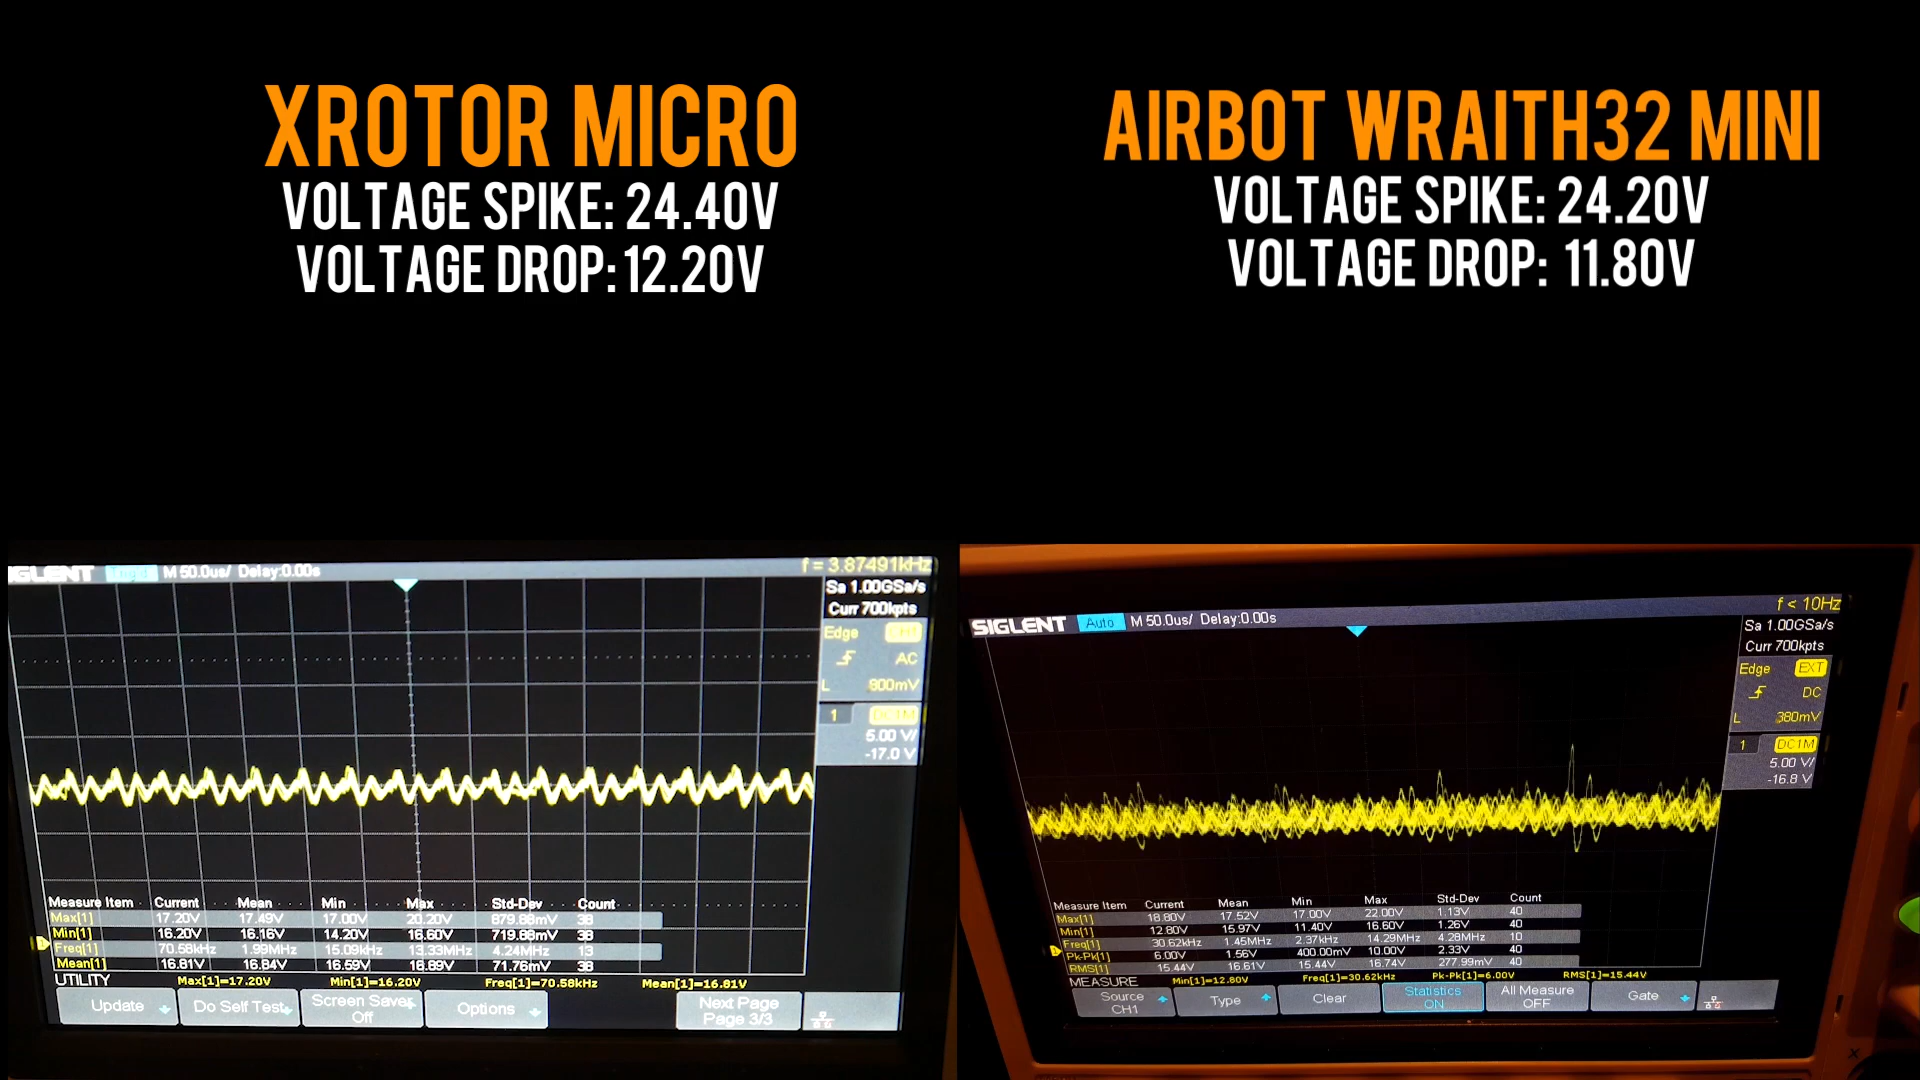 XROTOR MICRO
VOLTAGE SPIKE: 24.40V
VOLTAGE DROP: 12.20V
AIRBOT WRAITH32 MINI
VOLTAGE SPIKE: 24.20V
VOLTAGE DROP: 11.80V
IGLENT M 50.0us/ Delay:0.00s f = 3.87491kHz
Sa 1.00GSa/s
Curr 700kpts
Edge CH1
AC
L 800mV
1 DC1M
5.00 V/
-17.0 V
Measure Item Current Mean Min Max Std-Dev Count
Max[1] 17.20V 17.49V 17.00V 20.20V 879.88mV 38
Min[1] 16.20V 16.16V 14.20V 16.60V 719.88mV 38
Freq[1] 70.58kHz 1.99MHz 15.09kHz 13.33MHz 4.24MHz 13
Mean[1] 16.81V 16.84V 16.59V 16.89V 71.76mV 38
UTILITY Max[1]=17.20V Min[1]=16.20V Freq[1]=70.58kHz Mean[1]=16.81V
Update Do Self Test Screen Saver Off Options Next Page Page 3/3
SIGLENT Auto M 50.0us/ Delay:0.00s f < 10Hz
Sa 1.00GSa/s
Curr 700kpts
Edge EXT
DC
L 380mV
1 DC1M
5.00 V/
-16.8 V
Measure Item Current Mean Min Max Std-Dev Count
Max[1] 18.80V 17.52V 17.00V 22.00V 1.13V 40
Min[1] 12.80V 15.97V 11.40V 16.60V 1.26V 40
Freq[1] 30.62kHz 1.45MHz 2.37kHz 14.29MHz 4.28MHz 10
Pk-Pk[1] 6.00V 1.56V 400.00mV 10.00V 2.33V 40
RMS[1] 15.44V 16.61V 15.44V 16.74V 277.99mV 40
MEASURE Min[1]=12.80V Freq[1]=30.62kHz Pk-Pk[1]=6.00V RMS[1]=15.44V
Source CH1 Type Clear Statistics ON All Measure OFF Gate